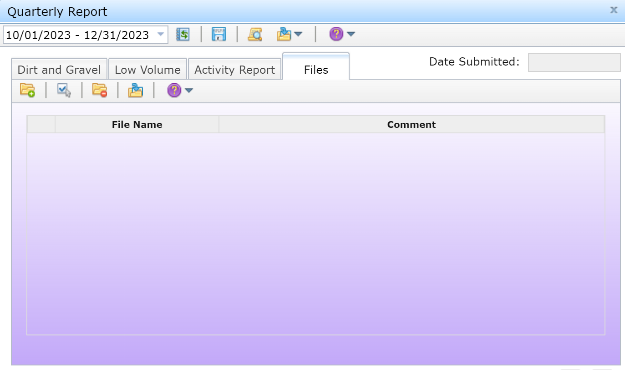 Quarterly Report
10/01/2023 - 12/31/2023
Dirt and Gravel Low Volume Activity Report Files Date Submitted:
File Name Comment